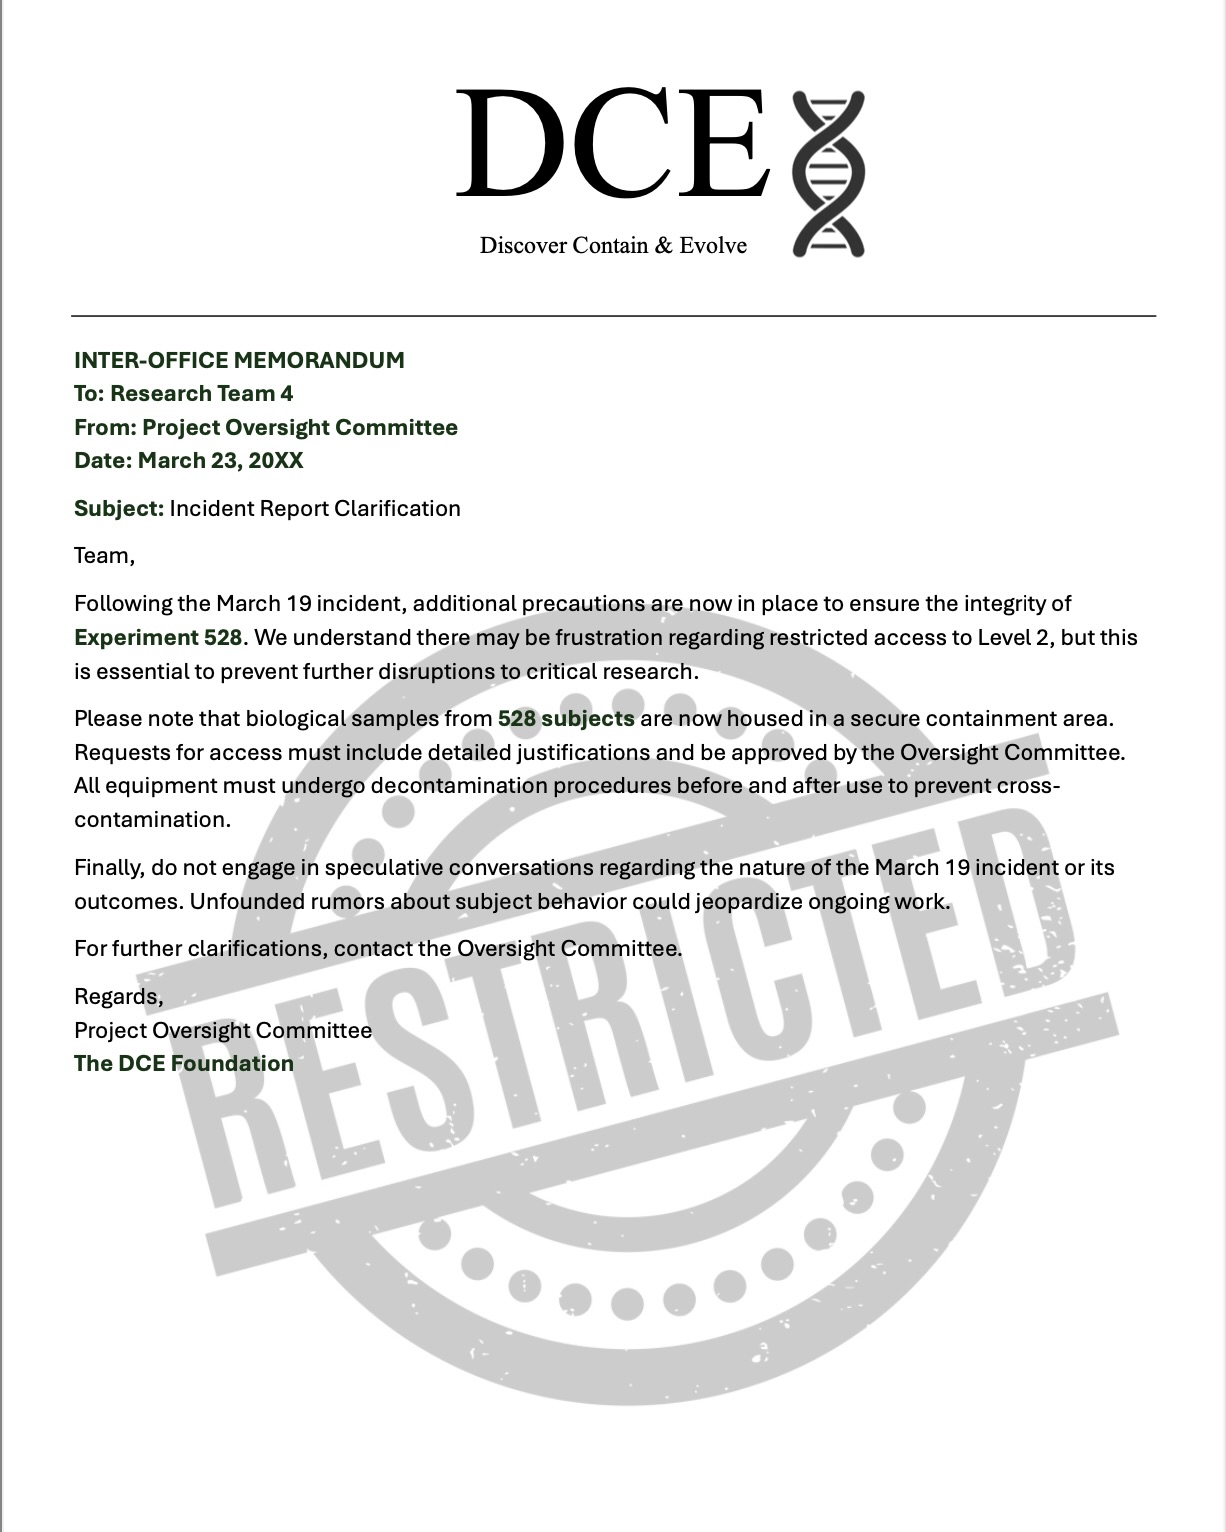 DCE
Discover Contain & Evolve
INTER-OFFICE MEMORANDUM
To: Research Team 4
From: Project Oversight Committee
Date: March 23, 20XX
Subject: Incident Report Clarification
Team,
Following the March 19 incident, additional precautions are now in place to ensure the integrity of
Experiment 528. We understand there may be frustration regarding restricted access to Level 2, but this
is essential to prevent further disruptions to critical research.
Please note that biological samples from 528 subjects are now housed in a secure containment area.
Requests for access must include detailed justifications and be approved by the Oversight Committee.
All equipment must undergo decontamination procedures before and after use to prevent cross-
contamination.
Finally, do not engage in speculative conversations regarding the nature of the March 19 incident or its
outcomes. Unfounded rumors about subject behavior could jeopardize ongoing work.
For further clarifications, contact the Oversight Committee.
Regards,
Project Oversight Committee
The DCE Foundation
RESTRICTED